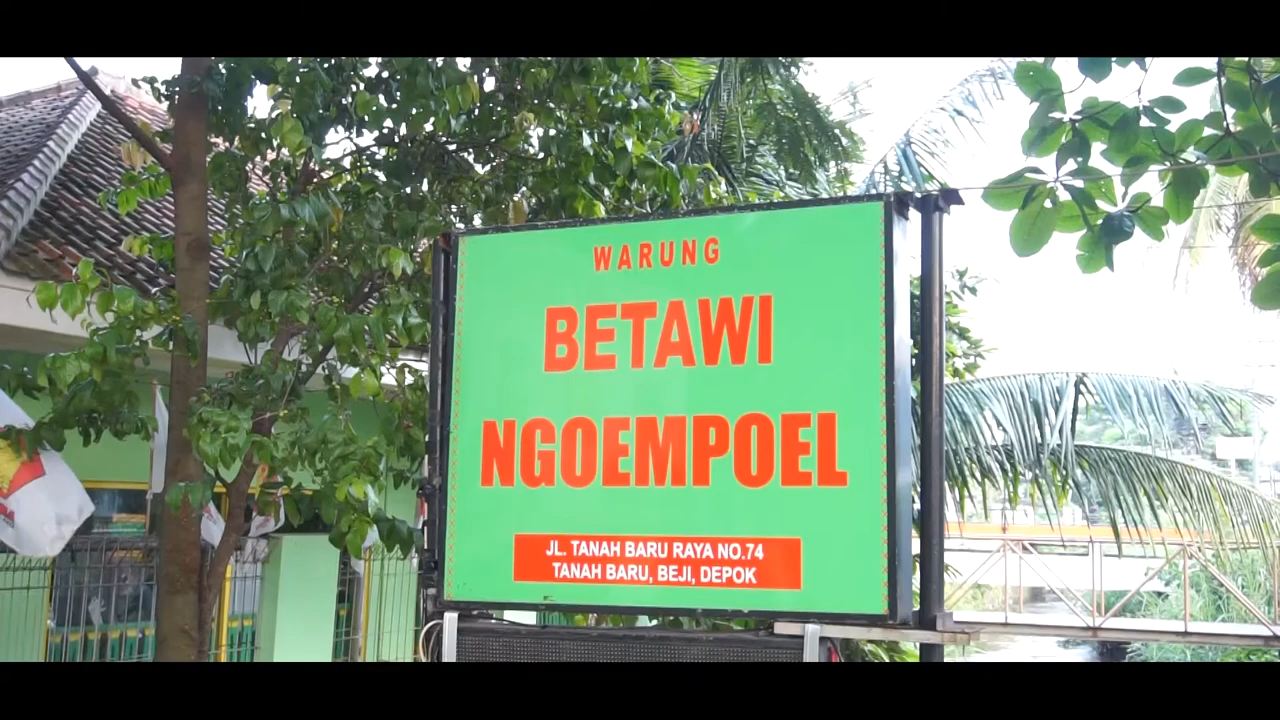 WARUNG
BETAWI
NGOEMPOEL
JL. TANAH BARU RAYA NO.74
TANAH BARU, BEJI, DEPOK